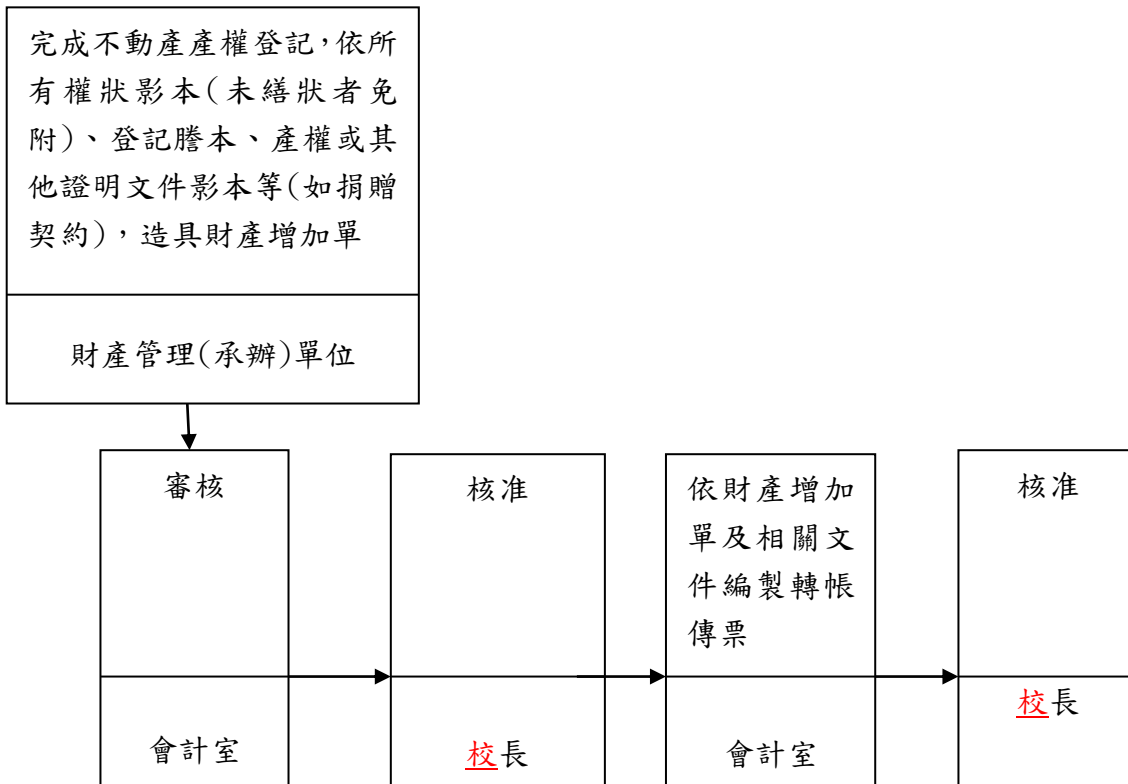 完成不動產產權登記,依所
有權狀影本(未繕狀者免
附)、登記謄本、產權或其
他證明文件影本等(如捐贈
契約),造具財產增加單
財產管理(承辦)單位
審核
會計室
核准
校長
依財產增加
單及相關文
件編製轉帳
傳票
會計室
核准
校長